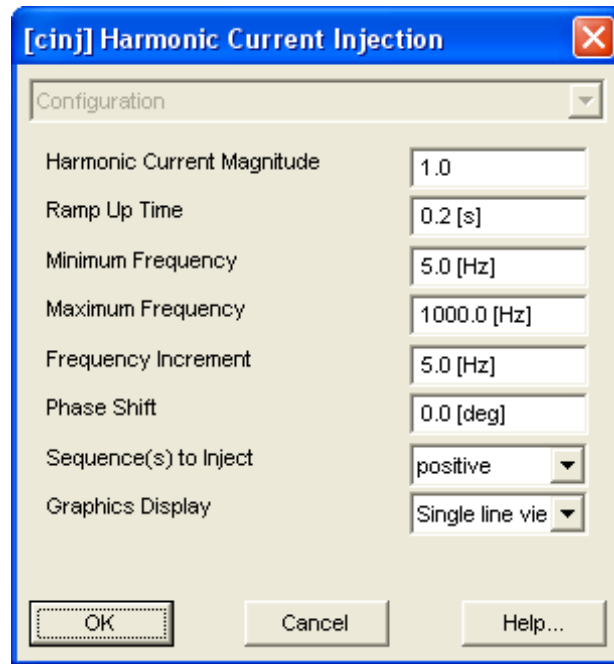 [cinj] Harmonic Current Injection
Configuration
Harmonic Current Magnitude 1.0
Ramp Up Time 0.2 [s]
Minimum Frequency 5.0 [Hz]
Maximum Frequency 1000.0 [Hz]
Frequency Increment 5.0 [Hz]
Phase Shift 0.0 [deg]
Sequence(s) to Inject positive
Graphics Display Single line vie
OK Cancel Help...